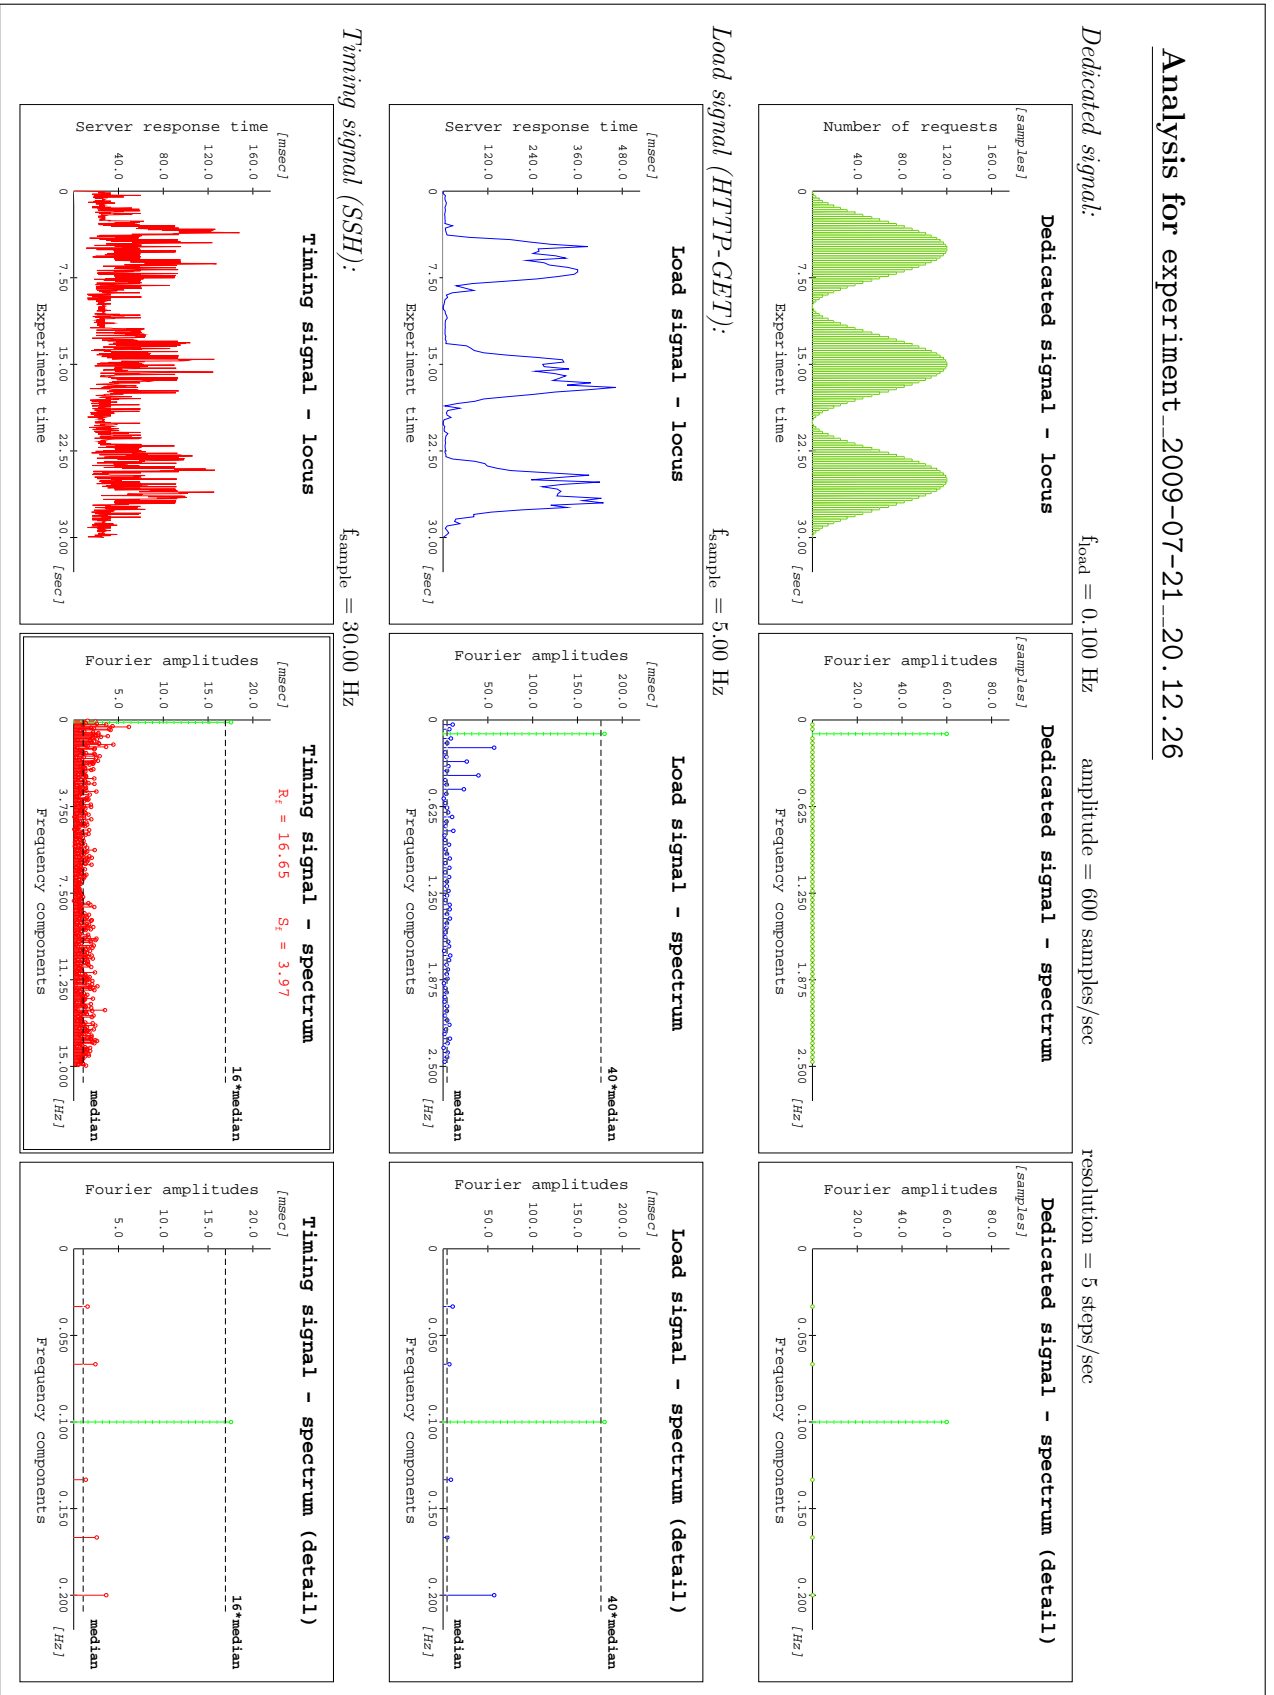 Analysis for experiment_2009-07-21_20.12.26
Dedicated signal:
f_load = 0.100 Hz
amplitude = 600 samples/sec
resolution = 5 steps/sec
Dedicated signal - locus
[samples]
Number of requests
160.0
120.0
80.0
40.0
0
7.50
15.00
22.50
30.00
[sec]
Experiment time
Dedicated signal - spectrum
[samples]
Fourier amplitudes
80.0
60.0
40.0
20.0
0
0.625
1.250
1.875
2.500
[Hz]
Frequency components
Dedicated signal - spectrum (detail)
[samples]
Fourier amplitudes
80.0
60.0
40.0
20.0
0
0.050
0.100
0.150
0.200
[Hz]
Frequency components
Load signal (HTTP-GET):
f_sample = 5.00 Hz
Load signal - locus
[msec]
Server response time
480.0
360.0
240.0
120.0
0
7.50
15.00
22.50
30.00
[sec]
Experiment time
Load signal - spectrum
[msec]
Fourier amplitudes
200.0
150.0
100.0
50.0
40*median
median
0
0.625
1.250
1.875
2.500
[Hz]
Frequency components
Load signal - spectrum (detail)
[msec]
Fourier amplitudes
200.0
150.0
100.0
50.0
40*median
median
0
0.050
0.100
0.150
0.200
[Hz]
Frequency components
Timing signal (SSH):
f_sample = 30.00 Hz
Timing signal - locus
[msec]
Server response time
160.0
120.0
80.0
40.0
0
7.50
15.00
22.50
30.00
[sec]
Experiment time
Timing signal - spectrum
R_f = 16.65 S_f = 3.97
[msec]
Fourier amplitudes
20.0
15.0
10.0
5.0
16*median
median
0
3.750
7.500
11.250
15.000
[Hz]
Frequency components
Timing signal - spectrum (detail)
[msec]
Fourier amplitudes
20.0
15.0
10.0
5.0
16*median
median
0
0.050
0.100
0.150
0.200
[Hz]
Frequency components